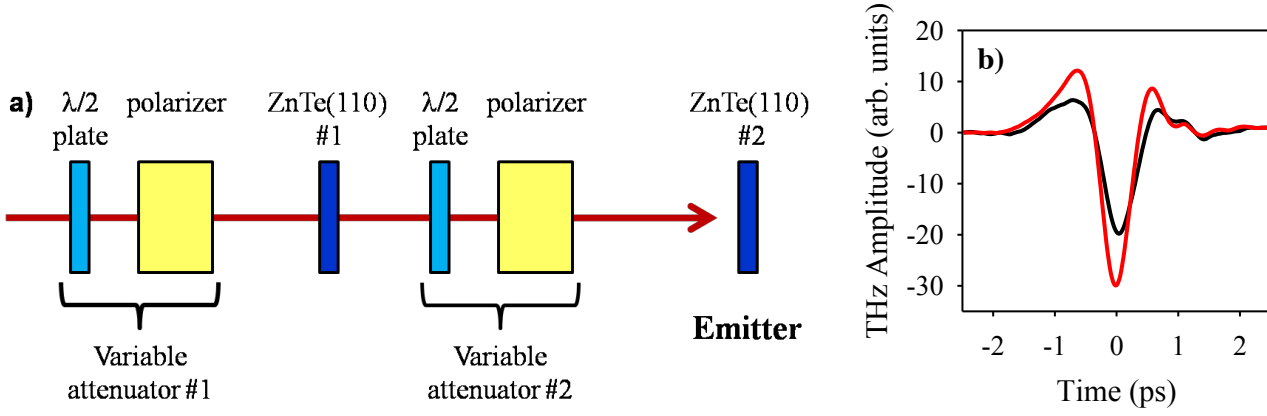 a)
λ/2
plate
polarizer
ZnTe(110)
#1
λ/2
plate
polarizer
ZnTe(110)
#2
Variable
attenuator #1
Variable
attenuator #2
Emitter
b)
THz Amplitude (arb. units)
20
10
0
-10
-20
-30
-2 -1 0 1 2
Time (ps)